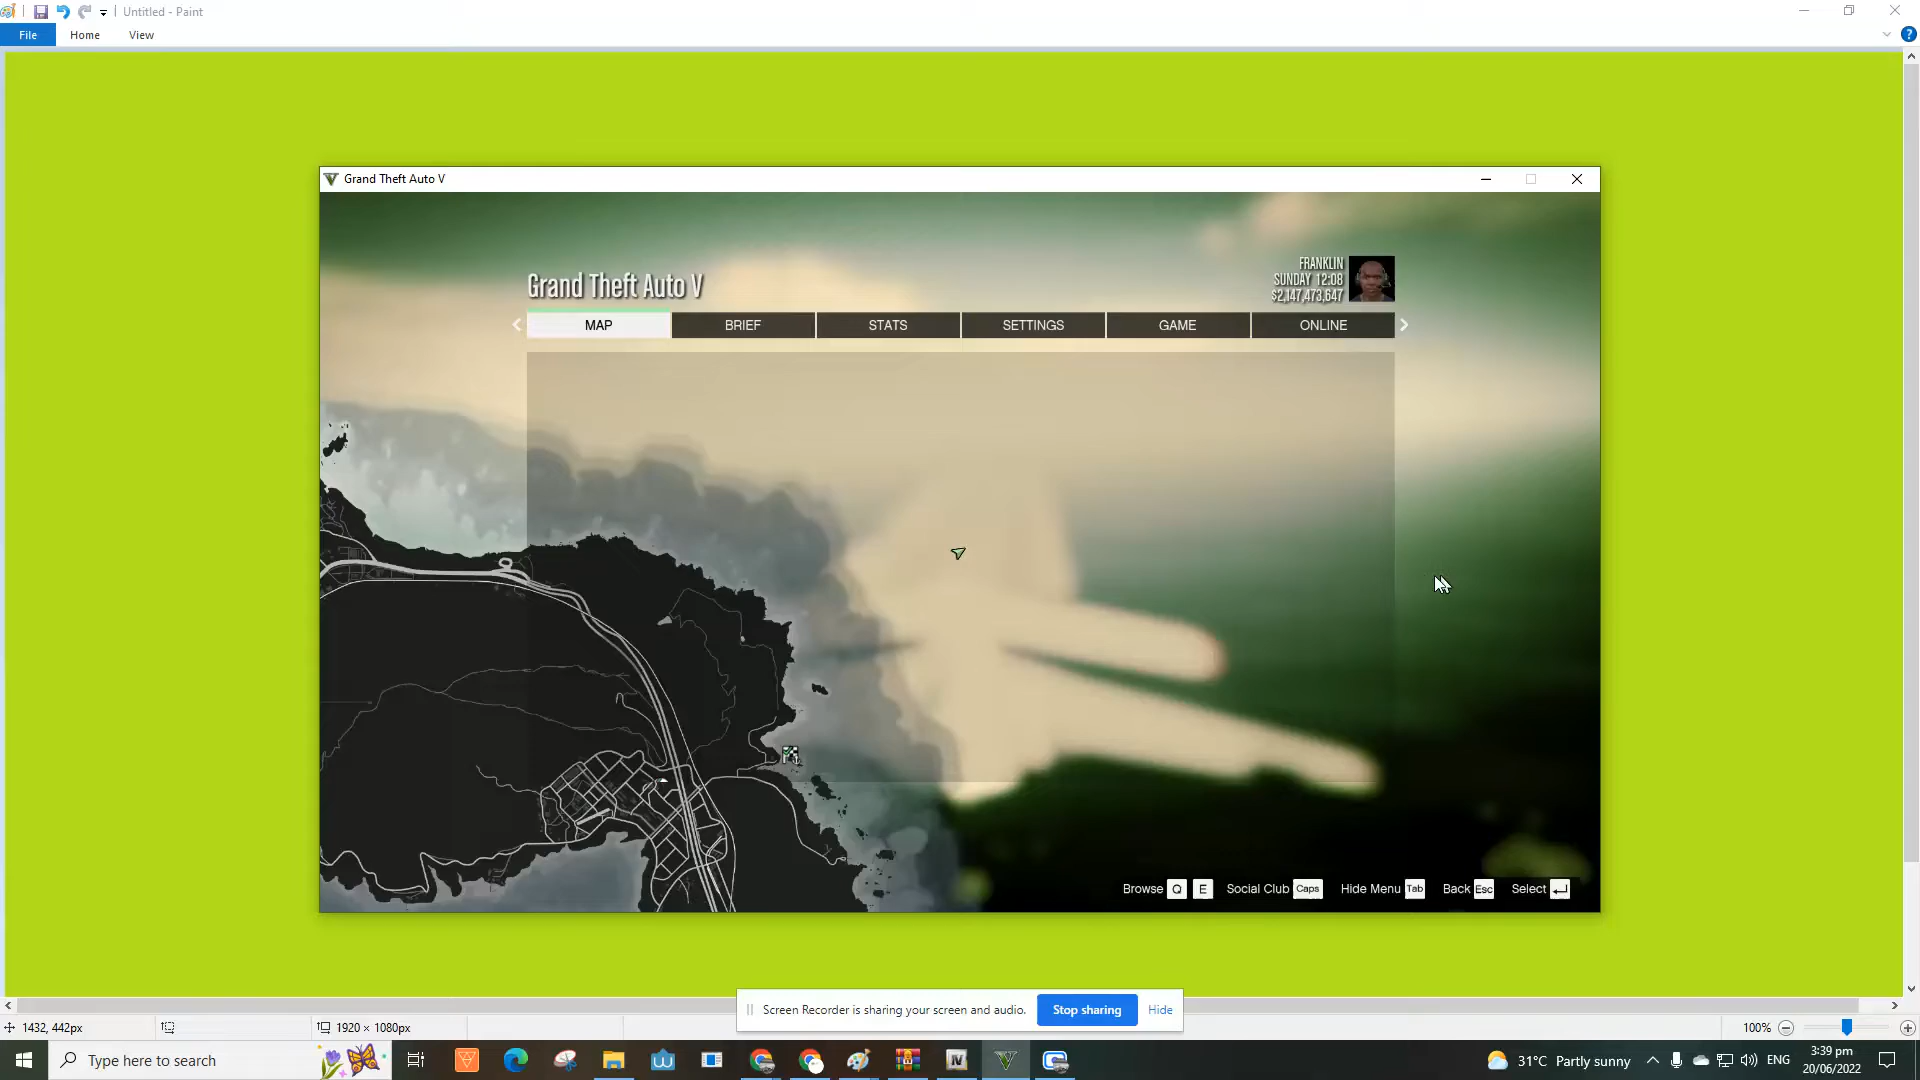 Untitled - Paint
File Home View
Grand Theft Auto V
Grand Theft Auto V
FRANKLIN
SUNDAY 12:08
$2,147,473,647
MAP BRIEF STATS SETTINGS GAME ONLINE
Browse Q E Social Club Caps Hide Menu Tab Back Esc Select
Screen Recorder is sharing your screen and audio. Stop sharing Hide
1432, 442px 1920 × 1080px 100%
Type here to search 31°C Partly sunny ENG 3:39 pm
20/06/2022